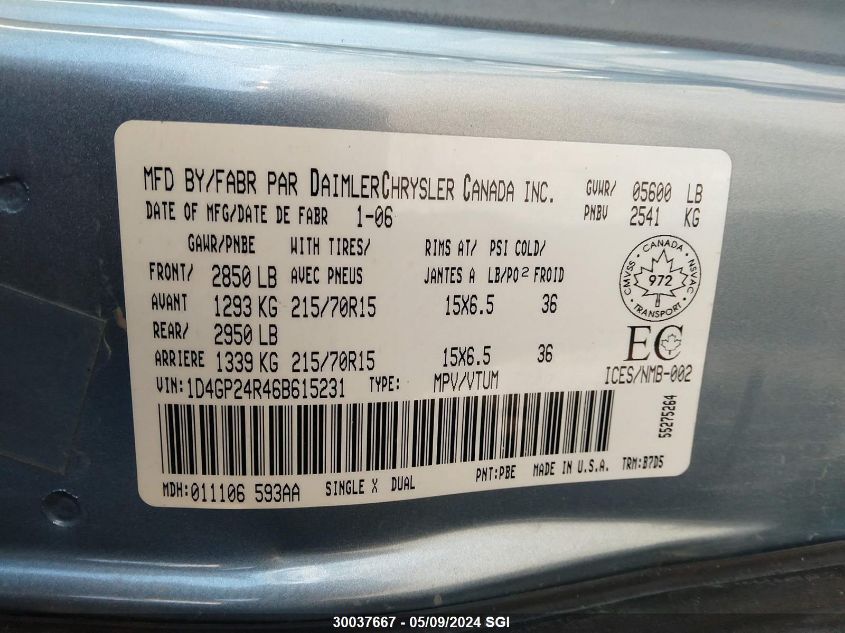 MFD BY/FABR PAR DAIMLERCHRYSLER CANADA INC. GVWR/ 05600 LB
DATE OF MFG/DATE DE FABR 1-06 PNBV 2541 KG
GAWR/PNBE WITH TIRES/ RIMS AT/ PSI COLD/
FRONT/ 2850 LB AVEC PNEUS JANTES A LB/PO² FROID
AVANT 1293 KG 215/70R15 15X6.5 36
REAR/ 2950 LB
ARRIERE 1339 KG 215/70R15 15X6.5 36
VIN:1D4GP24R46B615231 TYPE: MPV/VTUM
CANADA
CMVSS 972 NSVAC
TRANSPORT
EC
ICES/NMB-002
55275264
PNT:PBE MADE IN U.S.A. TRM:B7D5
MDH:011106 593AA SINGLE X DUAL
30037667 - 05/09/2024 SGI